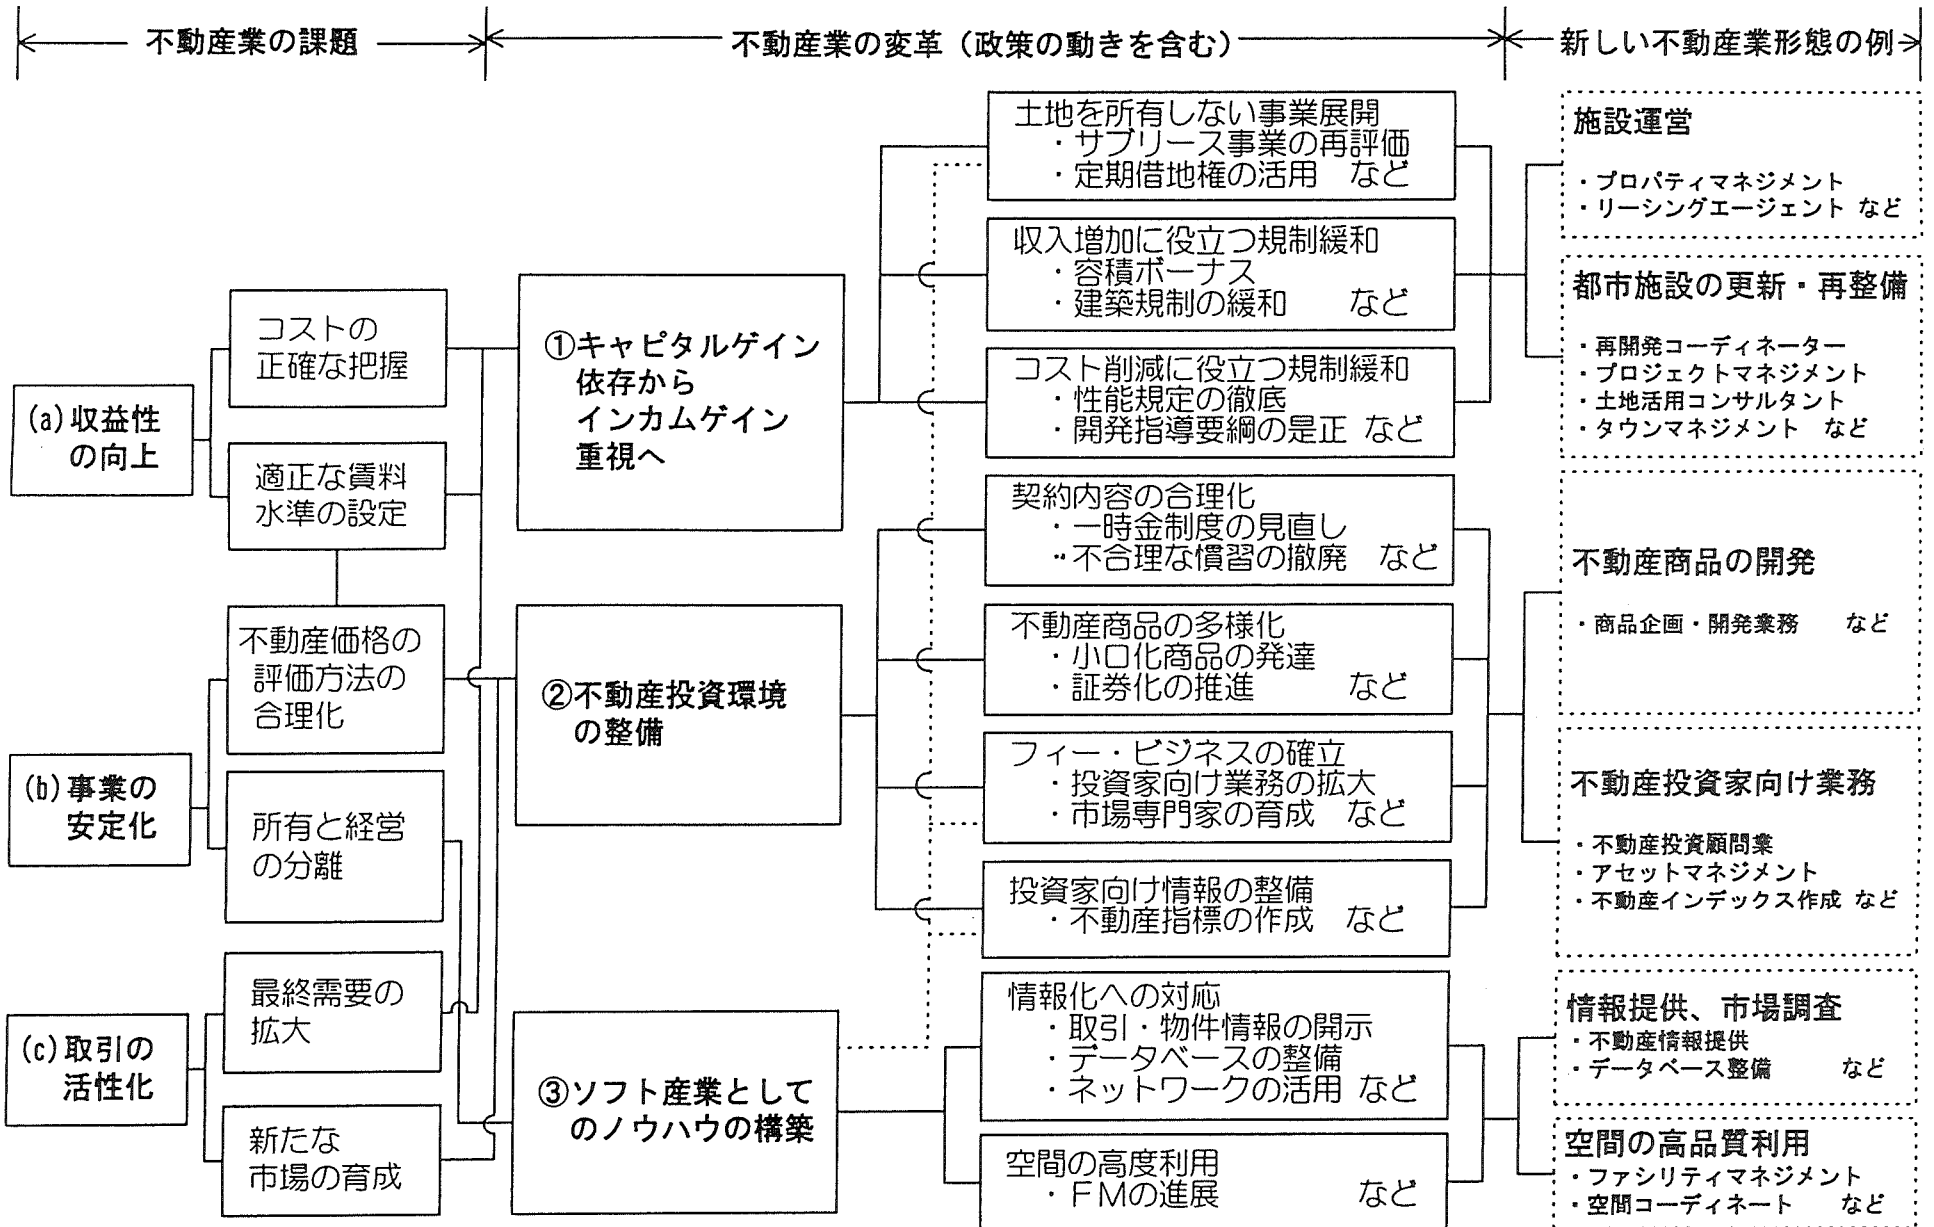 不動産業の課題
不動産業の変革（政策の動きを含む）
新しい不動産業形態の例
(a)収益性
の向上
コストの
正確な把握
適正な賃料
水準の設定
(b)事業の
安定化
不動産価格の
評価方法の
合理化
所有と経営
の分離
(c)取引の
活性化
最終需要の
拡大
新たな
市場の育成
①キャピタルゲイン
依存から
インカムゲイン
重視へ
②不動産投資環境
の整備
③ソフト産業として
のノウハウの構築
土地を所有しない事業展開
・サブリース事業の再評価
・定期借地権の活用　など
収入増加に役立つ規制緩和
・容積ボーナス
・建築規制の緩和　など
コスト削減に役立つ規制緩和
・性能規定の徹底
・開発指導要綱の是正 など
契約内容の合理化
・一時金制度の見直し
・不合理な慣習の撤廃　など
不動産商品の多様化
・小口化商品の発達
・証券化の推進　など
フィー・ビジネスの確立
・投資家向け業務の拡大
・市場専門家の育成　など
投資家向け情報の整備
・不動産指標の作成　など
情報化への対応
・取引・物件情報の開示
・データベースの整備
・ネットワークの活用 など
空間の高度利用
・ＦＭの進展　など
施設運営
・プロパティマネジメント
・リーシングエージェント など
都市施設の更新・再整備
・再開発コーディネーター
・プロジェクトマネジメント
・土地活用コンサルタント
・タウンマネジメント　など
不動産商品の開発
・商品企画・開発業務　など
不動産投資家向け業務
・不動産投資顧問業
・アセットマネジメント
・不動産インデックス作成 など
情報提供、市場調査
・不動産情報提供
・データベース整備　など
空間の高品質利用
・ファシリティマネジメント
・空間コーディネート　など